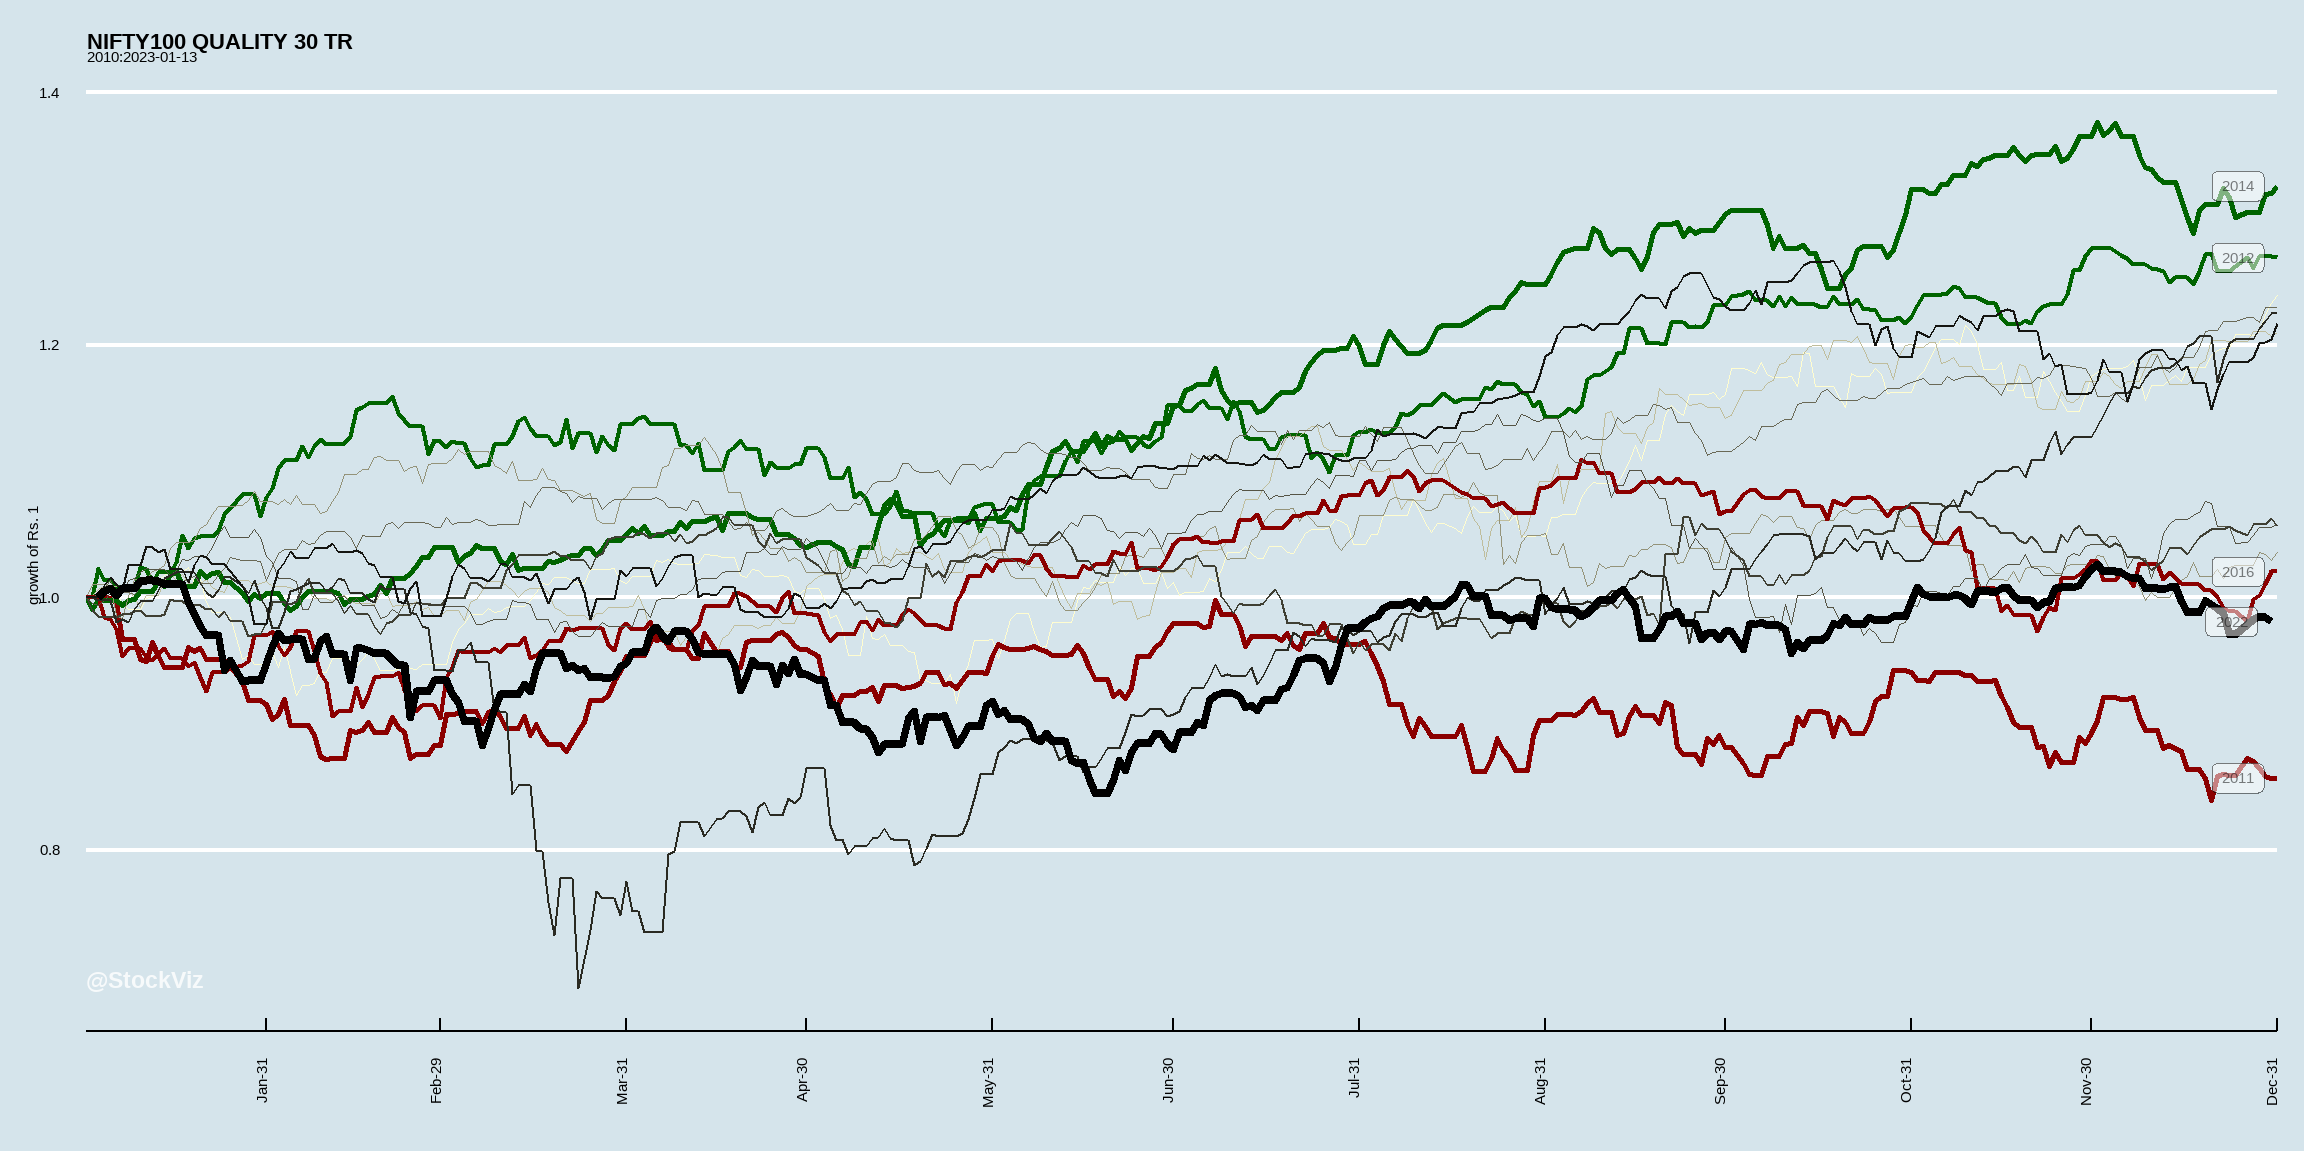 NIFTY100 QUALITY 30 TR
2010:2023-01-13
1.4
1.2
1.0
0.8
growth of Rs. 1
2014
2012
2016
2022
2011
@StockViz
Jan-31
Feb-29
Mar-31
Apr-30
May-31
Jun-30
Jul-31
Aug-31
Sep-30
Oct-31
Nov-30
Dec-31